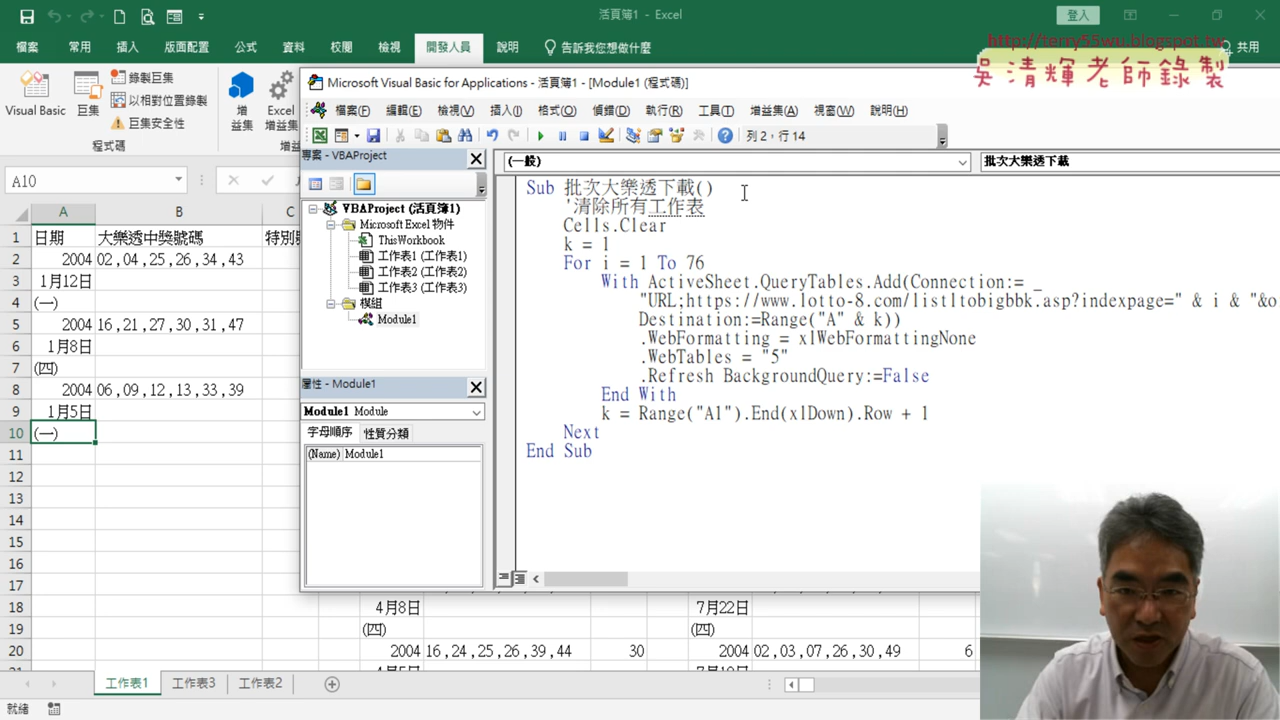 活頁簿1 - Excel
登入
檔案 常用 插入 版面配置 公式 資料 校閱 檢視 開發人員 說明 告訴我您想做什麼 共用
http://terry55wu.blogspot.tw
吳清輝老師錄製
Visual Basic 巨集 錄製巨集 以相對位置錄製 巨集安全性
程式碼
增益集
Excel
A10
Microsoft Visual Basic for Applications - 活頁簿1 - [Module1 (程式碼)]
檔案(F) 編輯(E) 檢視(V) 插入(I) 格式(O) 偵錯(D) 執行(R) 工具(T) 增益集(A) 視窗(W) 說明(H)
列 2，行 14
專案 - VBAProject
VBAProject (活頁簿1)
Microsoft Excel 物件
ThisWorkbook
工作表1 (工作表1)
工作表2 (工作表2)
工作表3 (工作表3)
模組
Module1
屬性 - Module1
Module1 Module
字母順序 性質分類
(Name) Module1
(一般) 批次大樂透下載
Sub 批次大樂透下載()
'清除所有工作表
Cells.Clear
k = 1
For i = 1 To 76
With ActiveSheet.QueryTables.Add(Connection:= _
"URL;https://www.lotto-8.com/listltobigbbk.asp?indexpage=" & i & "&o
Destination:=Range("A" & k))
.WebFormatting = xlWebFormattingNone
.WebTables = "5"
.Refresh BackgroundQuery:=False
End With
k = Range("A1").End(xlDown).Row + 1
Next
End Sub
A B C
1 日期 大樂透中獎號碼
2 2004 02,04,25,26,34,43
3 1月12日
4 (一)
5 2004 16,21,27,30,31,47
6 1月8日
7 (四)
8 2004 06,09,12,13,33,39
9 1月5日
10 (一)
11
12
13
14
15
16
17
18 4月8日 7月22日
19 (四) (四)
20 2004 16,24,25,26,39,44 30 2004 02,03,07,26,30,49 6
工作表1 工作表3 工作表2
就緒